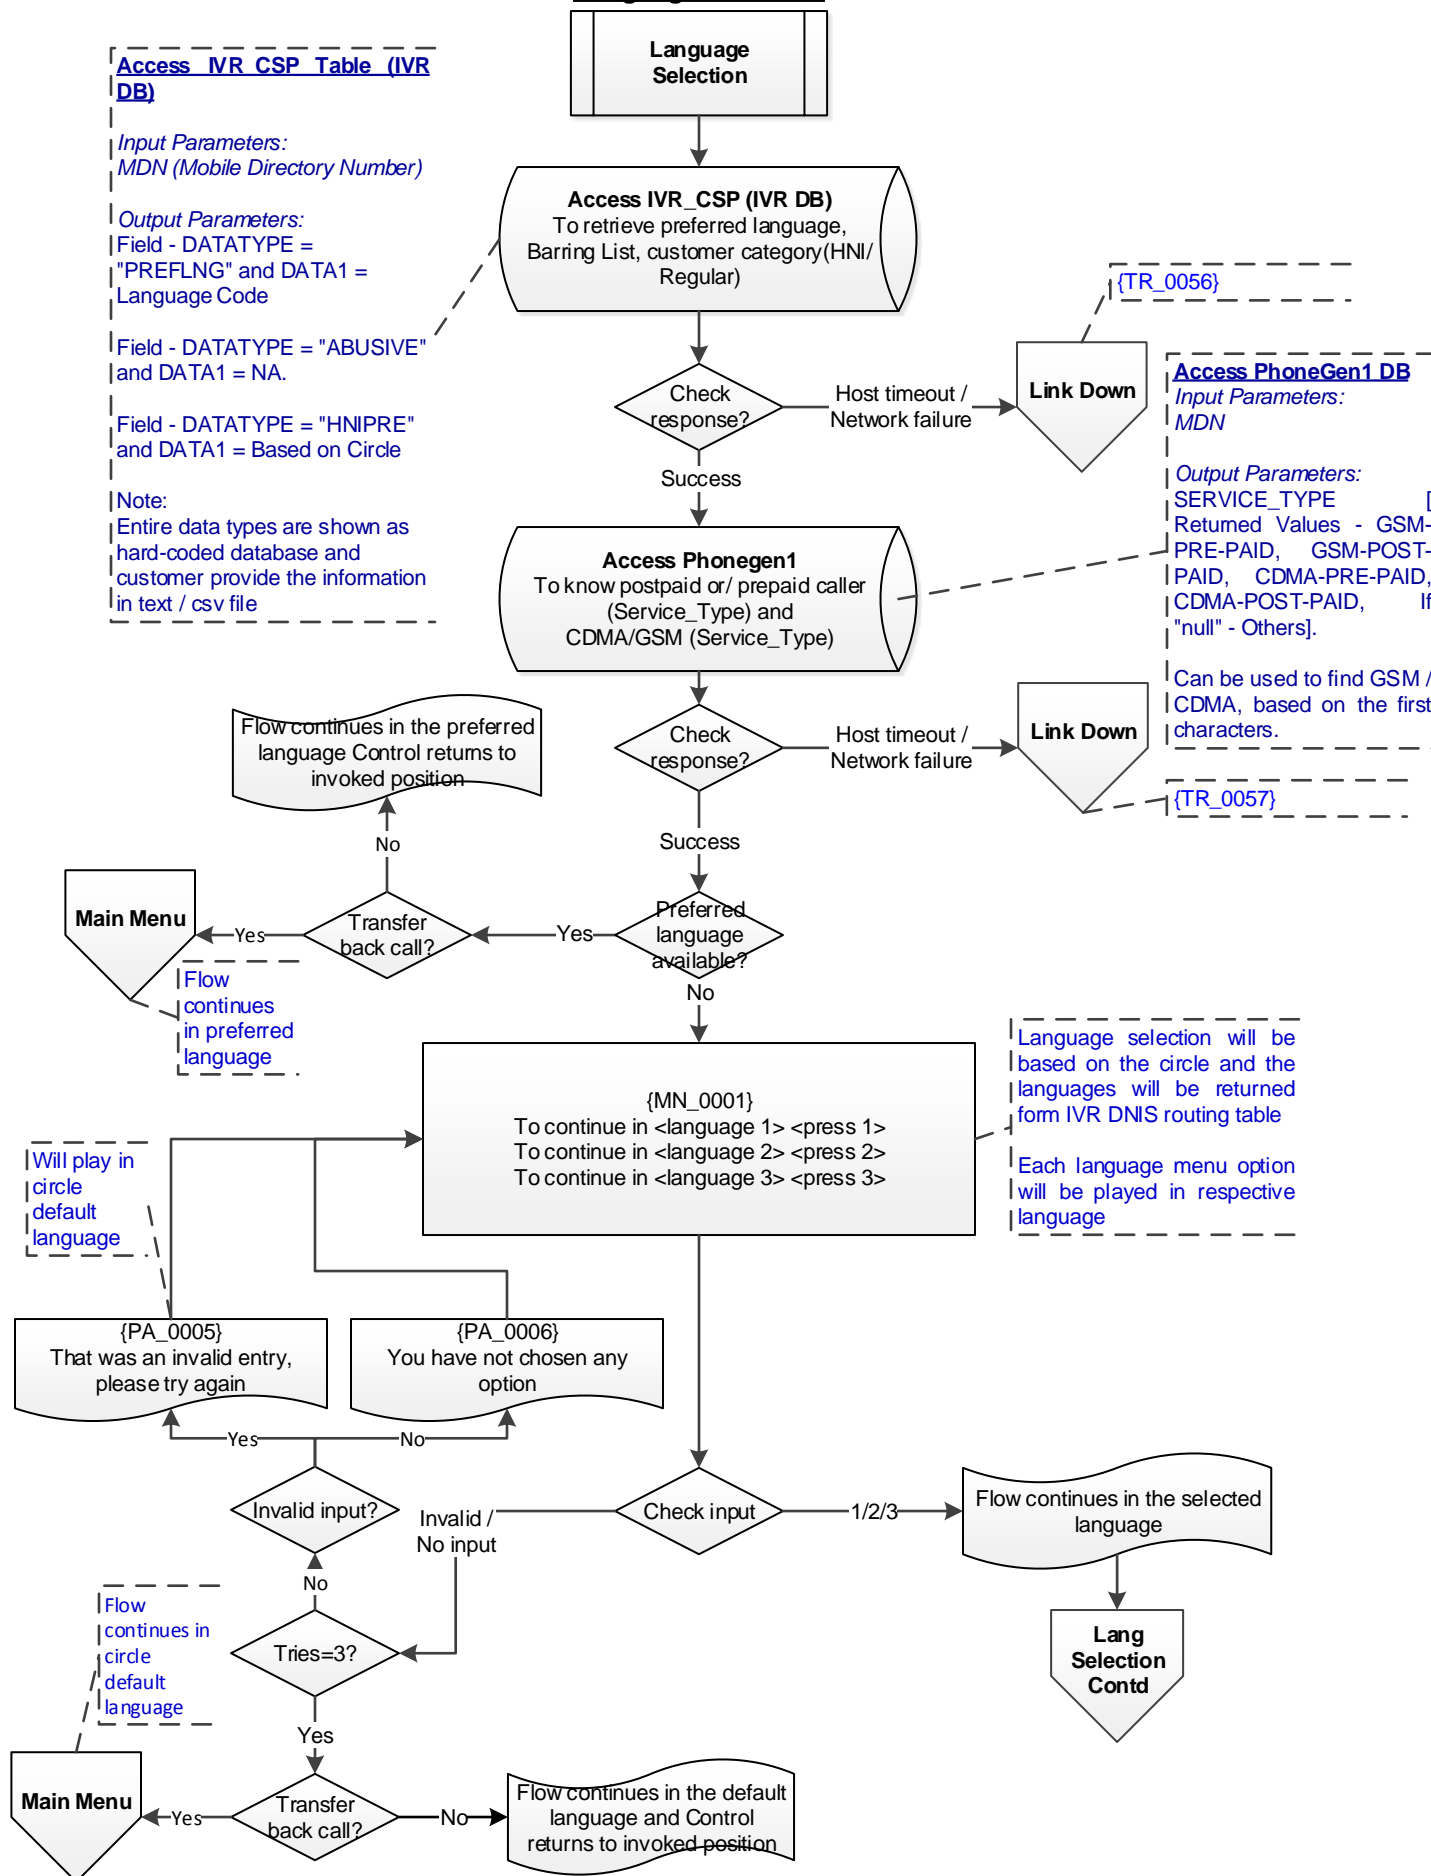 Language
Selection
Access IVR_CSP Table (IVR
DB)
Input Parameters:
MDN (Mobile Directory Number)
Output Parameters:
Field - DATATYPE =
"PREFLNG" and DATA1 =
Language Code
Field - DATATYPE = "ABUSIVE"
and DATA1 = NA.
Field - DATATYPE = "HNIPRE"
and DATA1 = Based on Circle
Note:
Entire data types are shown as
hard-coded database and
customer provide the information
in text / csv file
Access IVR_CSP (IVR DB)
To retrieve preferred language,
Barring List, customer category(HNI/
Regular)
{TR_0056}
Check
response?
Host timeout /
Network failure
Link Down
Success
Access PhoneGen1 DB
Input Parameters:
MDN
Output Parameters:
SERVICE_TYPE [
Returned Values - GSM-
PRE-PAID, GSM-POST-
PAID, CDMA-PRE-PAID,
CDMA-POST-PAID, If
"null" - Others].
Can be used to find GSM /
CDMA, based on the first
characters.
Access Phonegen1
To know postpaid or/ prepaid caller
(Service_Type) and
CDMA/GSM (Service_Type)
Flow continues in the preferred
language Control returns to
invoked position
Check
response?
Host timeout /
Network failure
Link Down
{TR_0057}
Success
No
Main Menu
Yes
Transfer
back call?
Yes
Preferred
language
available?
Flow
continues
in preferred
language
No
{MN_0001}
To continue in <language 1> <press 1>
To continue in <language 2> <press 2>
To continue in <language 3> <press 3>
Language selection will be
based on the circle and the
languages will be returned
form IVR DNIS routing table
Each language menu option
will be played in respective
language
Will play in
circle
default
language
{PA_0005}
That was an invalid entry,
please try again
{PA_0006}
You have not chosen any
option
Yes
No
Invalid input?
Invalid /
No input
Check input
1/2/3
Flow continues in the selected
language
No
Flow
continues in
circle
default
language
Tries=3?
Lang
Selection
Contd
Yes
Main Menu
Yes
Transfer
back call?
No
Flow continues in the default
language and Control
returns to invoked position